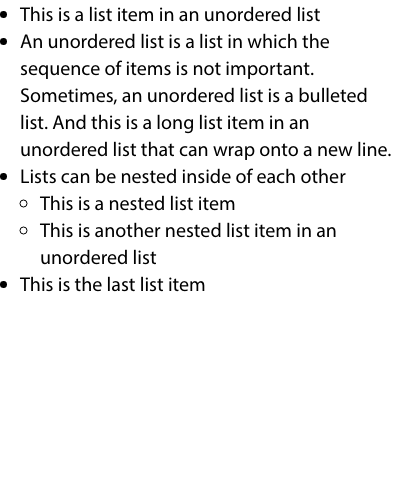 • This is a list item in an unordered list
• An unordered list is a list in which the
sequence of items is not important.
Sometimes, an unordered list is a bulleted
list. And this is a long list item in an
unordered list that can wrap onto a new line.
• Lists can be nested inside of each other
◦ This is a nested list item
◦ This is another nested list item in an
unordered list
• This is the last list item